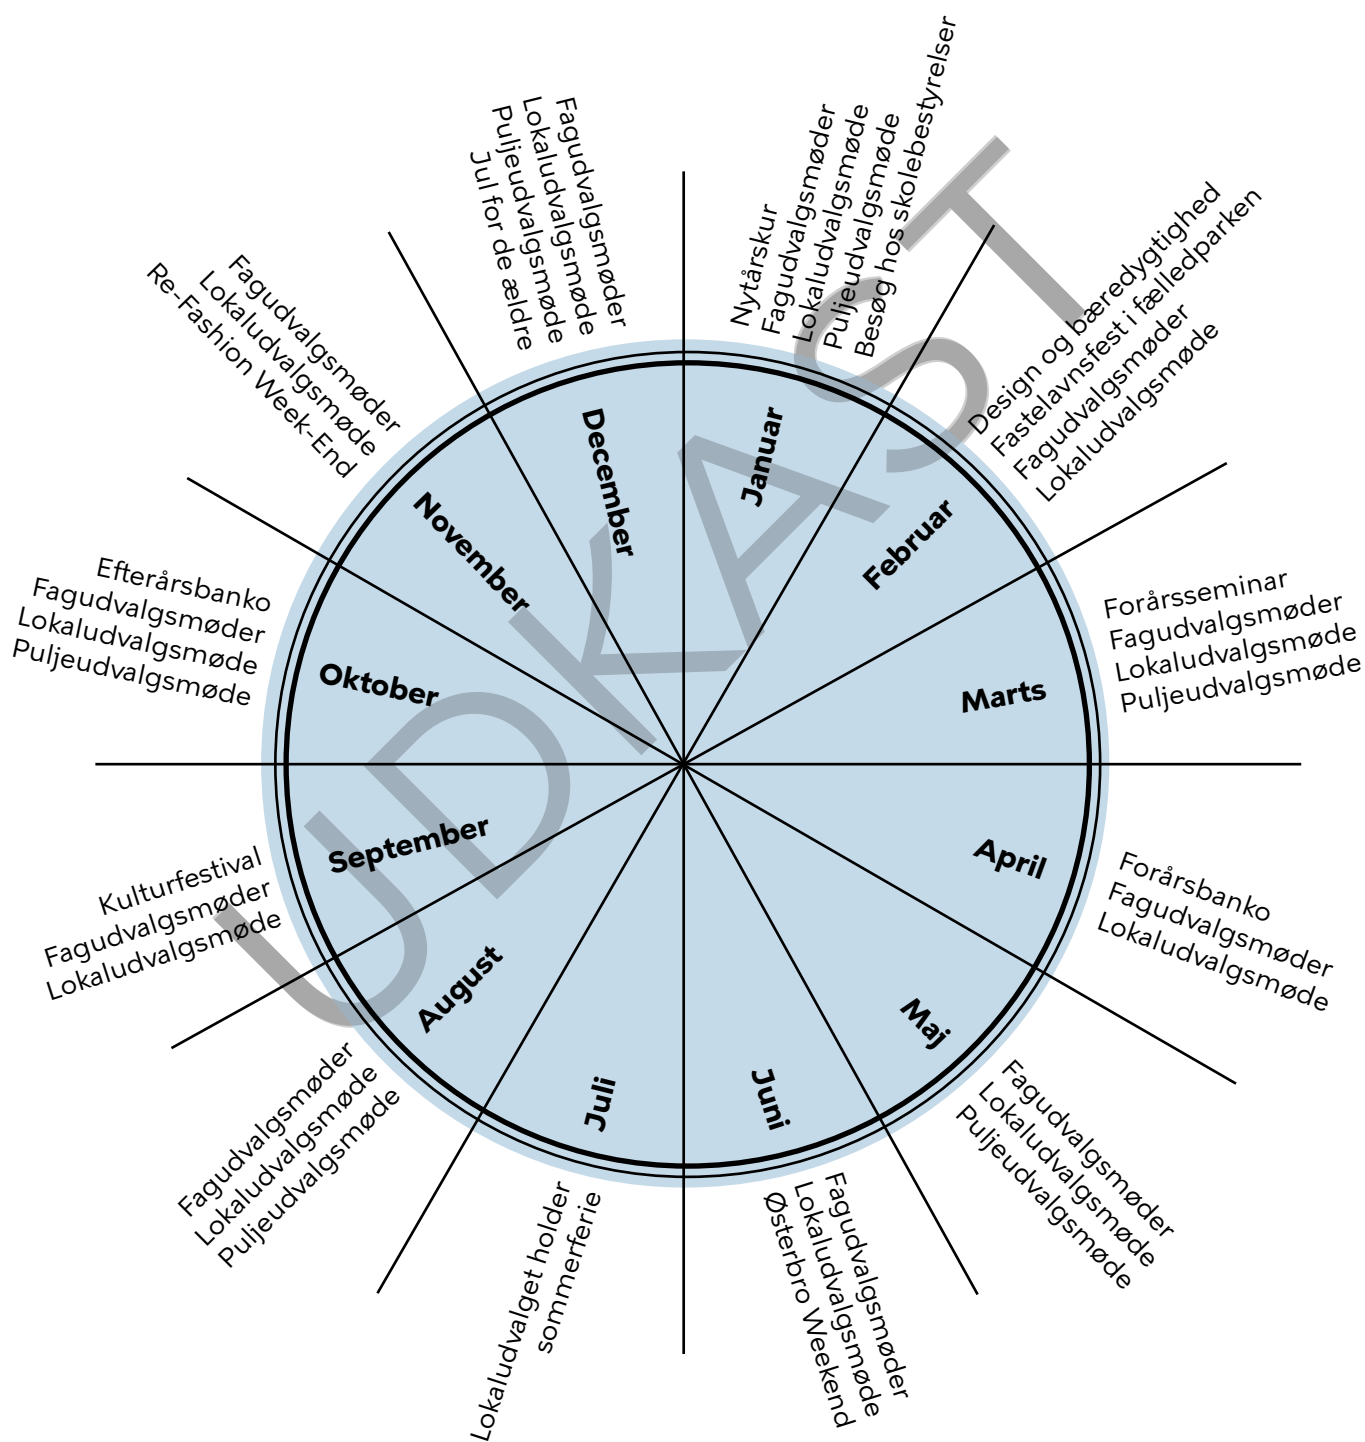 Januar
Nytårskur
Fagudvalgsmøder
Lokaludvalgsmøde
Puljeudvalgsmøde
Besøg hos skolebestyrelser
Februar
Design og bæredygtighed
Fastelavnsfest i fælledparken
Fagudvalgsmøder
Lokaludvalgsmøde
Marts
Forårsseminar
Fagudvalgsmøder
Lokaludvalgsmøde
Puljeudvalgsmøde
April
Forårsbanko
Fagudvalgsmøder
Lokaludvalgsmøde
Maj
Fagudvalgsmøder
Lokaludvalgsmøde
Puljeudvalgsmøde
Juni
Fagudvalgsmøder
Lokaludvalgsmøde
Østerbro Weekend
Juli
Lokaludvalget holder
sommerferie
August
Fagudvalgsmøder
Lokaludvalgsmøde
Puljeudvalgsmøde
September
Kulturfestival
Fagudvalgsmøder
Lokaludvalgsmøde
Oktober
Efterårsbanko
Fagudvalgsmøder
Lokaludvalgsmøde
Puljeudvalgsmøde
November
Fagudvalgsmøder
Lokaludvalgsmøde
Re-Fashion Week-End
December
Fagudvalgsmøder
Lokaludvalgsmøde
Puljeudvalgsmøde
Jul for de ældre
UDKAST